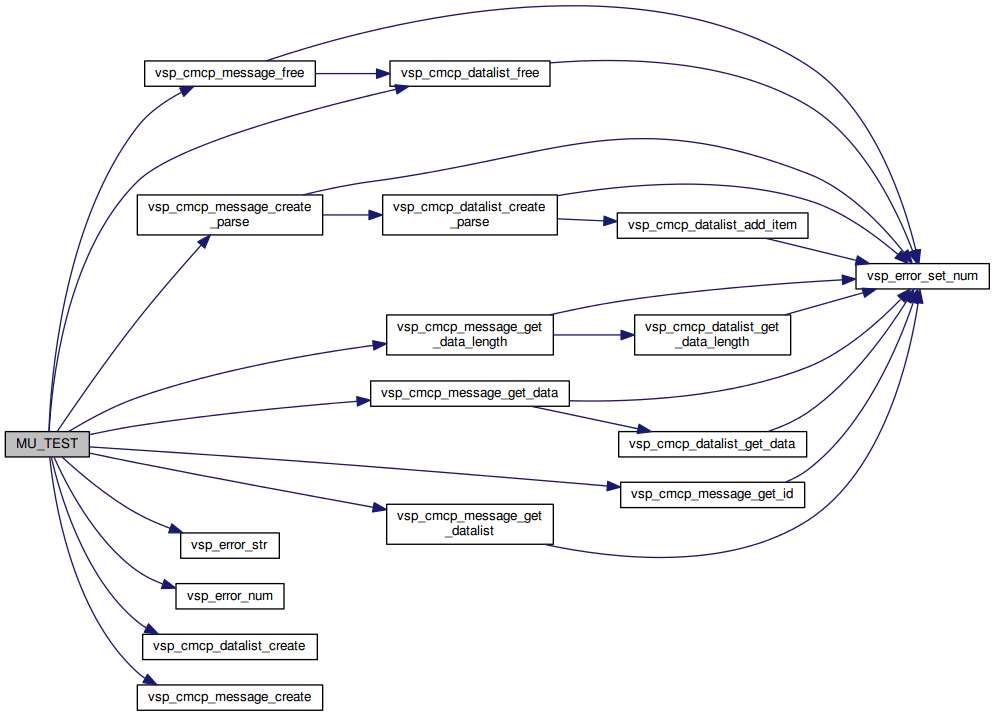 vsp_cmcp_message_free
vsp_cmcp_datalist_free
vsp_cmcp_message_create
_parse
vsp_cmcp_datalist_create
_parse
vsp_cmcp_datalist_add_item
vsp_error_set_num
vsp_cmcp_message_get
_data_length
vsp_cmcp_datalist_get
_data_length
vsp_cmcp_message_get_data
MU_TEST
vsp_cmcp_datalist_get_data
vsp_cmcp_message_get_id
vsp_cmcp_message_get
_datalist
vsp_error_str
vsp_error_num
vsp_cmcp_datalist_create
vsp_cmcp_message_create